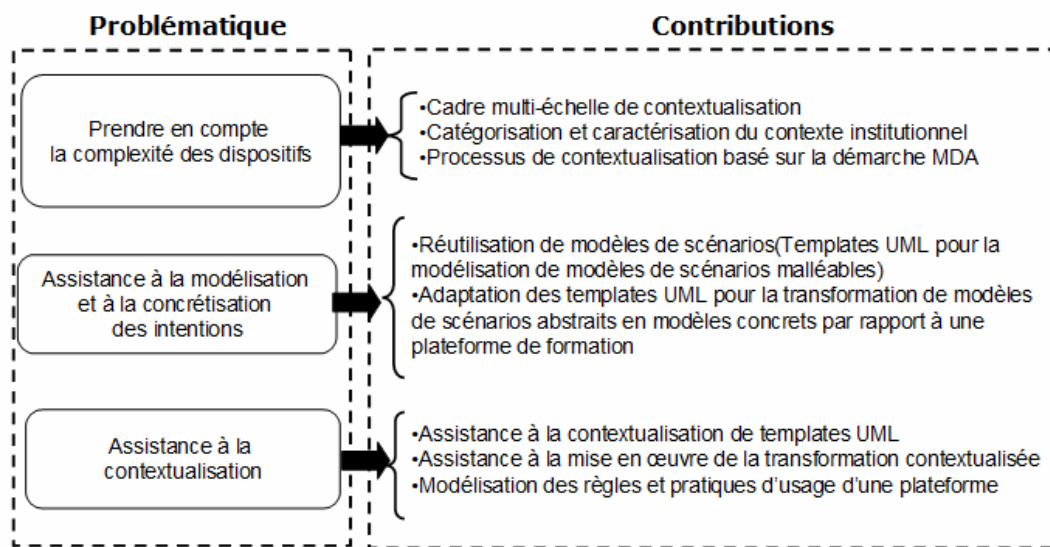 Problématique
Contributions
Prendre en compte
la complexité des dispositifs
•Cadre multi-échelle de contextualisation
•Catégorisation et caractérisation du contexte institutionnel
•Processus de contextualisation basé sur la démarche MDA
Assistance à la modélisation
et à la concrétisation
des intentions
•Réutilisation de modèles de scénarios(Templates UML pour la
modélisation de modèles de scénarios malléables)
•Adaptation des templates UML pour la transformation de modèles
de scénarios abstraits en modèles concrets par rapport à une
plateforme de formation
Assistance à la
contextualisation
•Assistance à la contextualisation de templates UML
•Assistance à la mise en œuvre de la transformation contextualisée
•Modélisation des règles et pratiques d'usage d'une plateforme